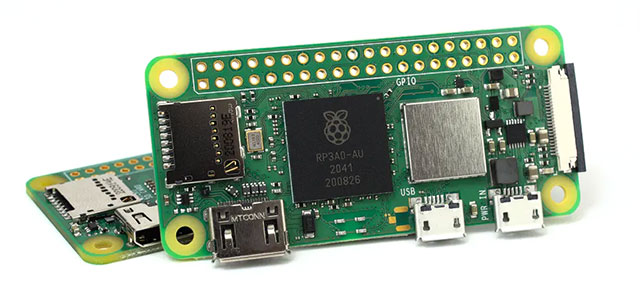 GPIO
RP3A0-AU
2041
200826
USB
PWR IN
MTCONN